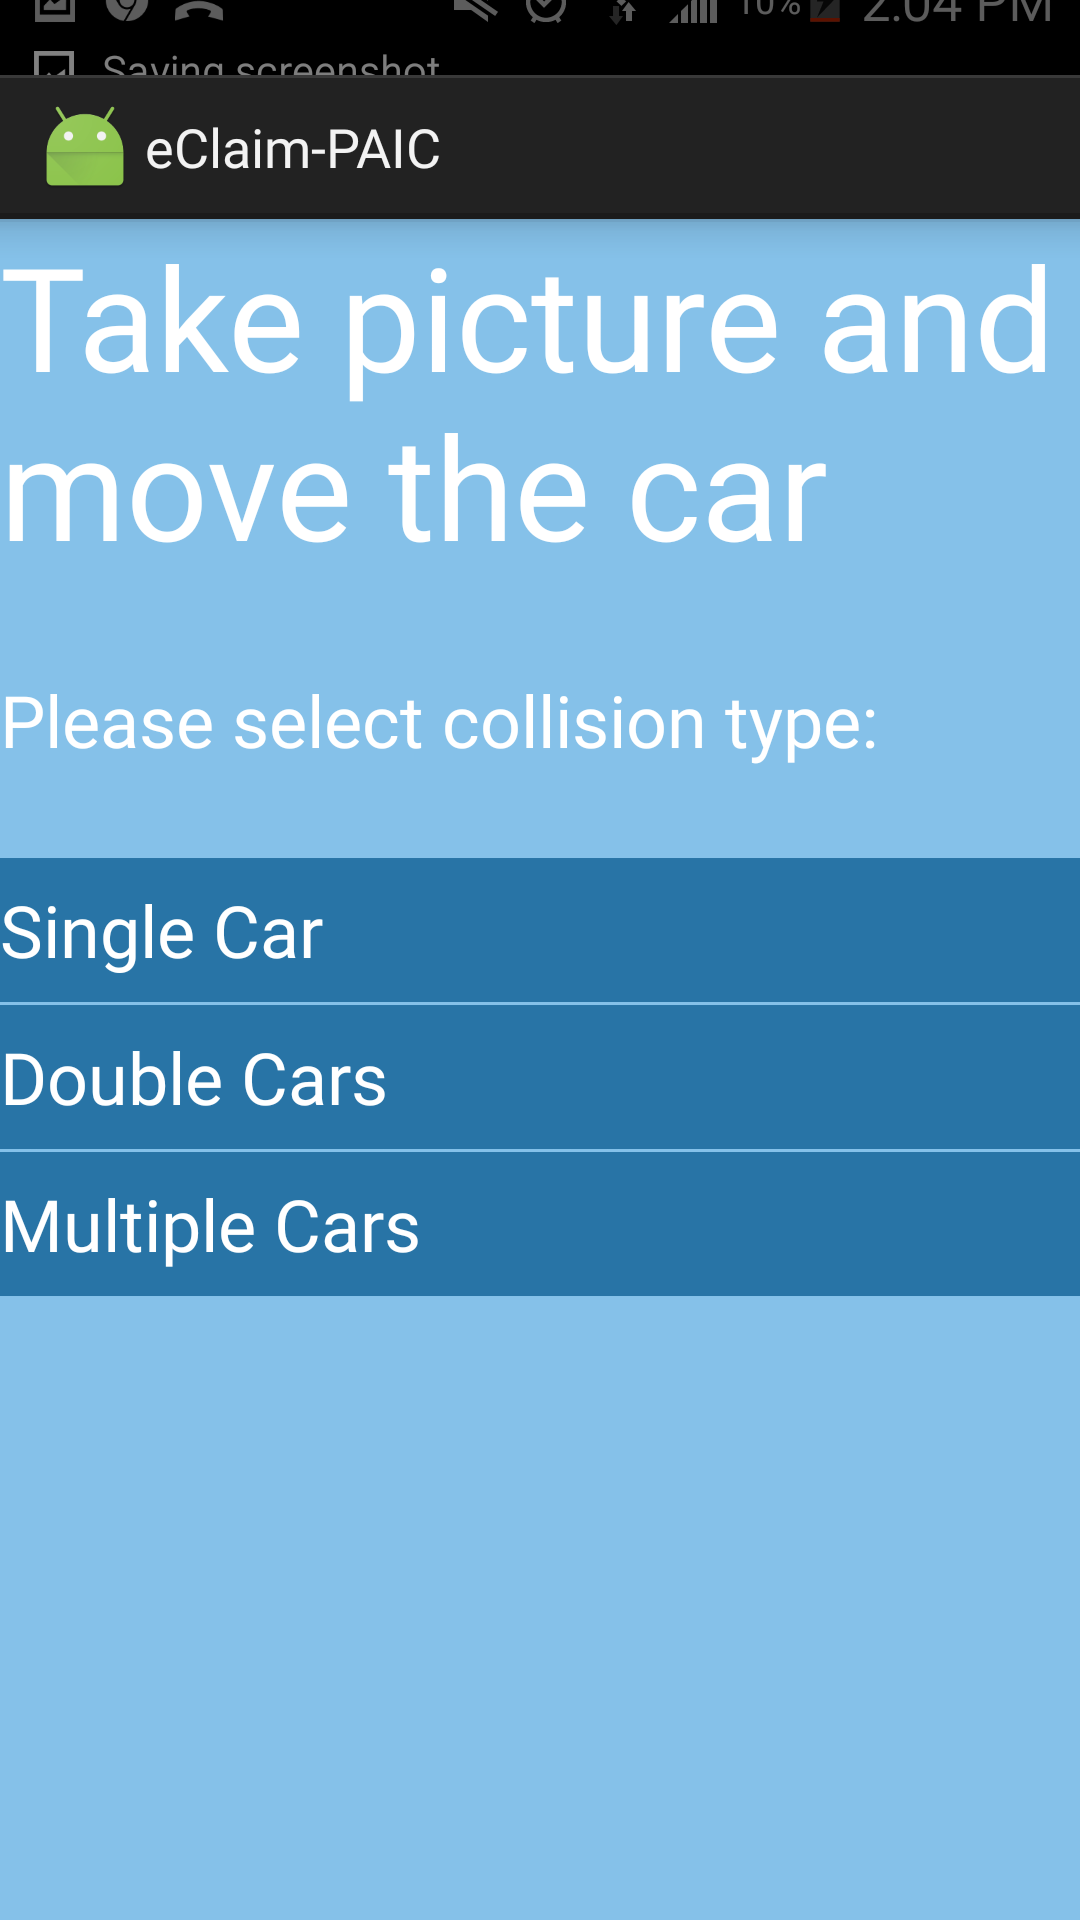 10% 2:04 PM
Saving screenshot
eClaim-PAIC
Take picture and
move the car
Please select collision type:
Single Car
Double Cars
Multiple Cars